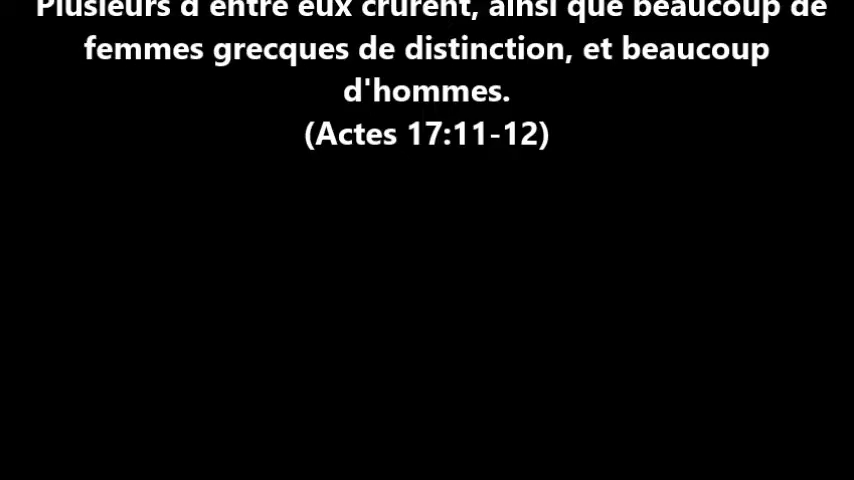 Plusieurs d'entre eux crurent, ainsi que beaucoup de
femmes grecques de distinction, et beaucoup
d'hommes.
(Actes 17:11-12)